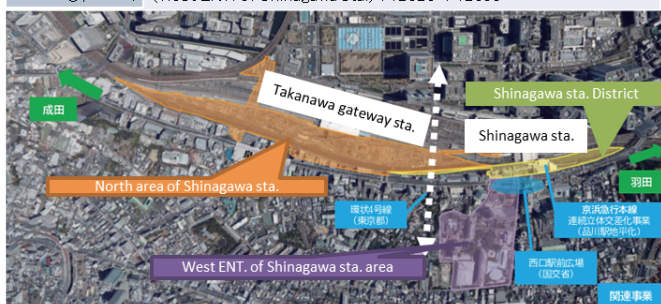 Shinagawa sta. District
Takanawa gateway sta.
Shinagawa sta.
成田
羽田
North area of Shinagawa sta.
環状4号線
(東京都)
京浜急行本線
連続立体交差化事業
(品川駅地平化)
西口駅前広場
(国交省)
West ENT. of Shinagawa sta. area
関連事業